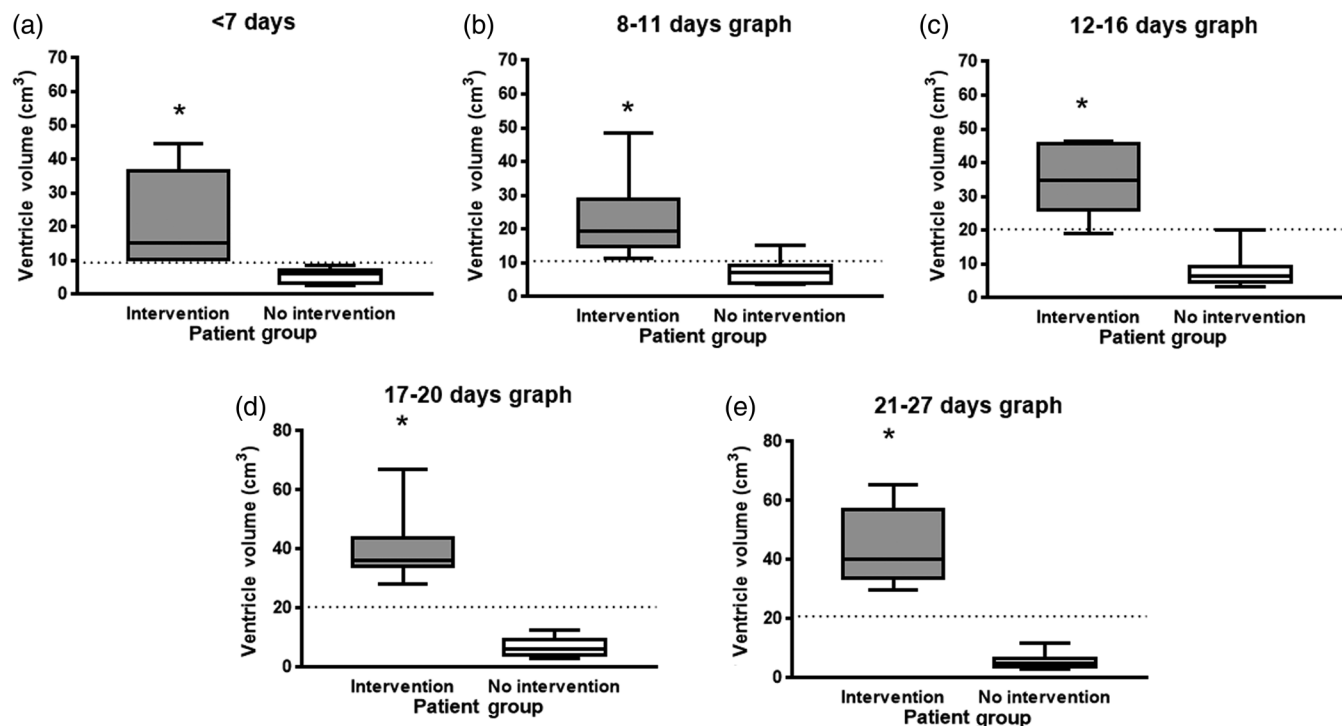 (a)
<7 days
Ventricle volume (cm³)
70
60
50
40
30
20
10
0
*
Intervention
No intervention
Patient group
(b)
8-11 days graph
Ventricle volume (cm³)
70
60
50
40
30
20
10
0
*
Intervention
No intervention
Patient group
(c)
12-16 days graph
Ventricle volume (cm³)
70
60
50
40
30
20
10
0
*
Intervention
No intervention
Patient group
(d)
17-20 days graph
Ventricle volume (cm³)
80
60
40
20
0
*
Intervention
No intervention
Patient group
(e)
21-27 days graph
Ventricle volume (cm³)
80
60
40
20
0
*
Intervention
No intervention
Patient group